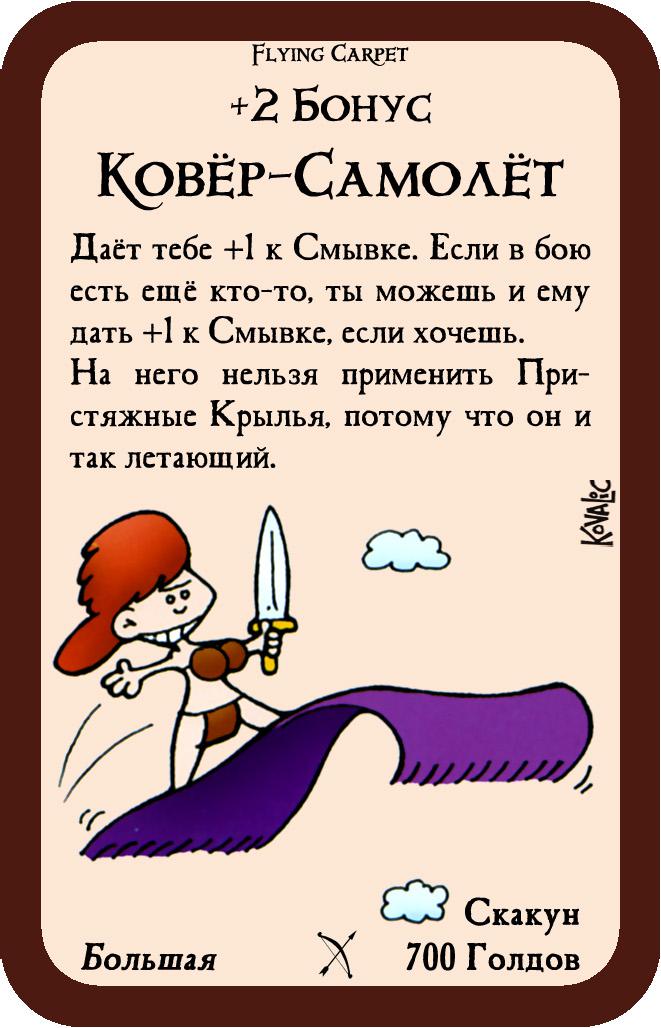 Flying Carpet
+2 Бонус
Ковёр-Самолёт
Даёт тебе +1 к Смывке. Если в бою
есть ещё кто-то, ты можешь и ему
дать +1 к Смывке, если хочешь.
На него нельзя применить При-
стяжные Крылья, потому что он и
так летающий.
Kovalic
Скакун
Большая 700 Голдов